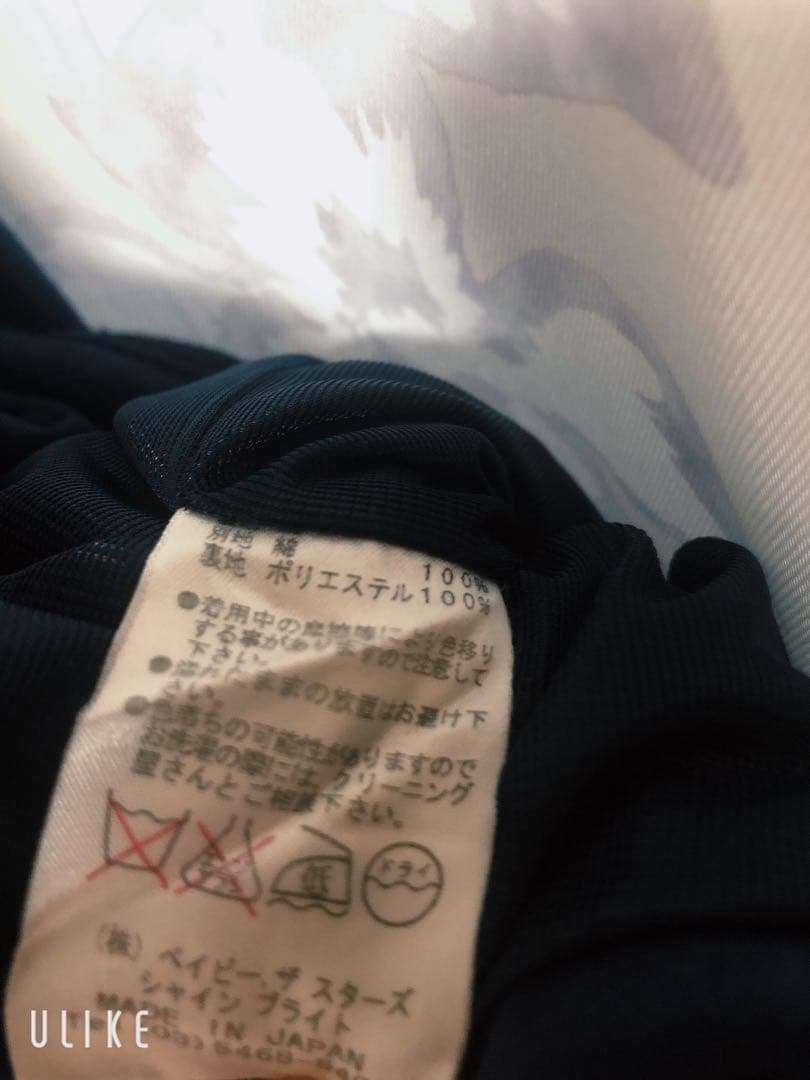 別地 綿 100%
裏地 ポリエステル100%
●着用中の摩擦等により色移り
する事がありますので注意して
下さい。
●濡れたままの放置はお避け下
さい。
●色落ちの可能性がありますので
お洗濯の際には、クリーニング
屋さんとご相談下さい。
低 ドライ
(株) ベイビー、ザ スターズ
シャイン ブライト
MADE IN JAPAN
(03) 5468-
ULIKE